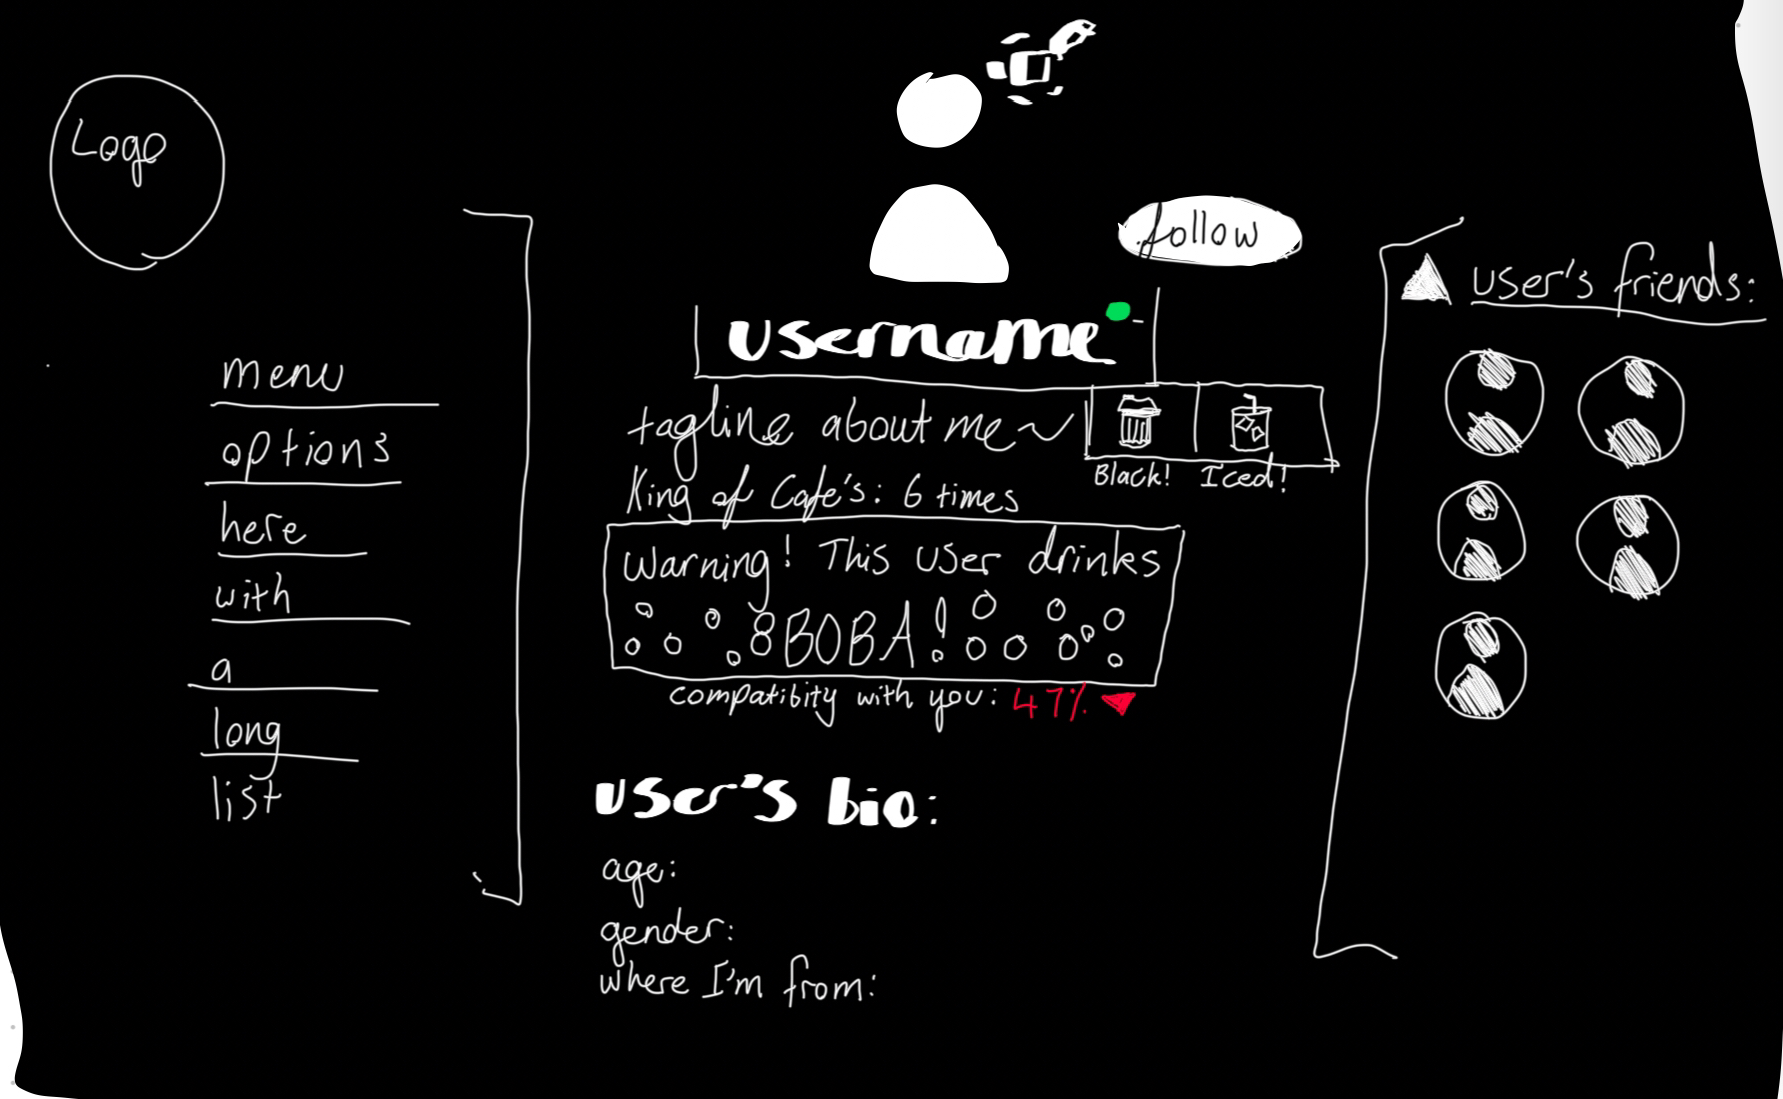 Logo
menu
options
here
with
a
long
list
follow
username
tagline about me~
Black! Iced!
King of Cafe's: 6 times
Warning! This user drinks
BOBA!
compatibity with you: 47%
user's bio:
age:
gender:
where I'm from:
user's friends: